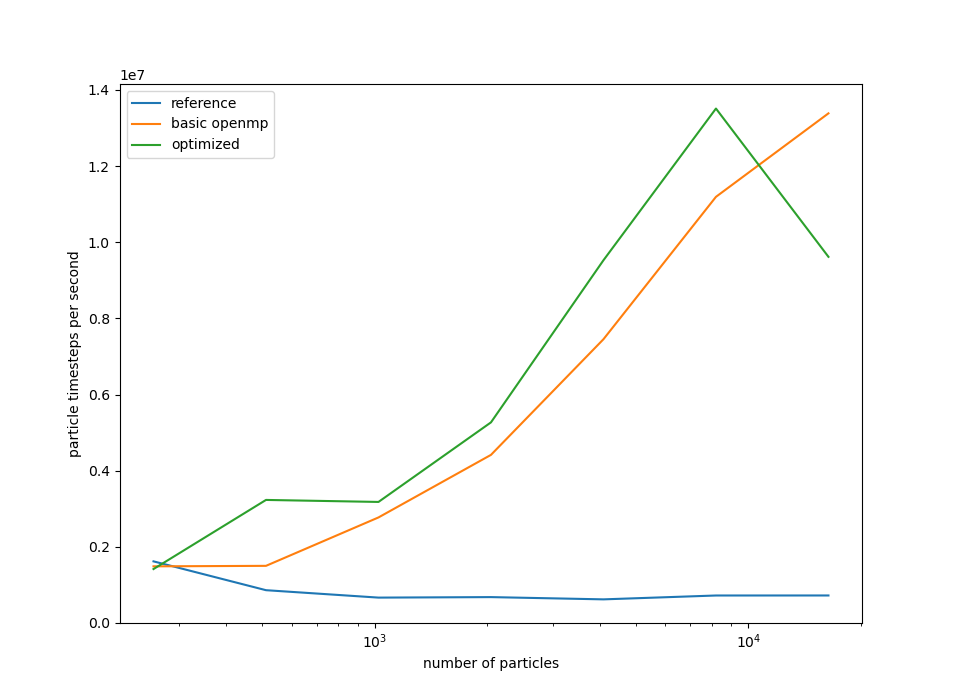 1e7
1.4
1.2
1.0
0.8
0.6
0.4
0.2
0.0
particle timesteps per second
reference
basic openmp
optimized
10³
10⁴
number of particles